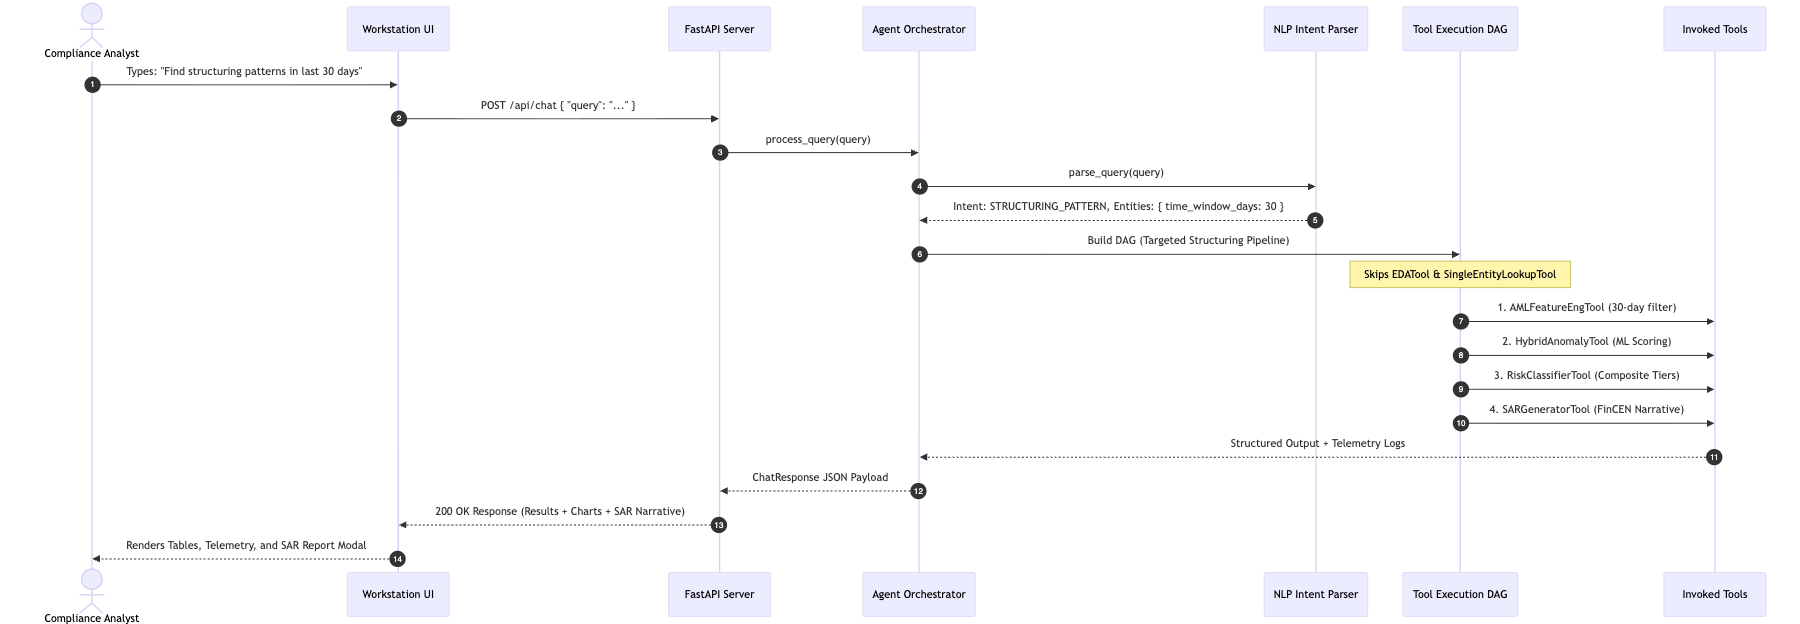 Compliance Analyst
Workstation UI
FastAPI Server
Agent Orchestrator
NLP Intent Parser
Tool Execution DAG
Invoked Tools
1
Types: "Find structuring patterns in last 30 days"
2
POST /api/chat { "query": "..." }
3
process_query(query)
4
parse_query(query)
Intent: STRUCTURING_PATTERN, Entities: { time_window_days: 30 }
5
6
Build DAG (Targeted Structuring Pipeline)
Skips EDATool & SingleEntityLookupTool
7
1. AMLFeatureEngTool (30-day filter)
8
2. HybridAnomalyTool (ML Scoring)
9
3. RiskClassifierTool (Composite Tiers)
10
4. SARGeneratorTool (FinCEN Narrative)
Structured Output + Telemetry Logs
11
ChatResponse JSON Payload
12
200 OK Response (Results + Charts + SAR Narrative)
13
Renders Tables, Telemetry, and SAR Report Modal
14
Compliance Analyst
Workstation UI
FastAPI Server
Agent Orchestrator
NLP Intent Parser
Tool Execution DAG
Invoked Tools